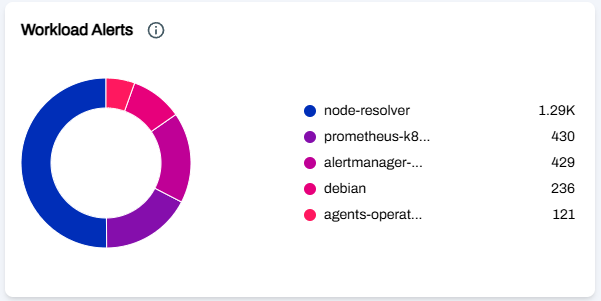 Workload Alerts
node-resolver 1.29K
prometheus-k8... 430
alertmanager-... 429
debian 236
agents-operat... 121